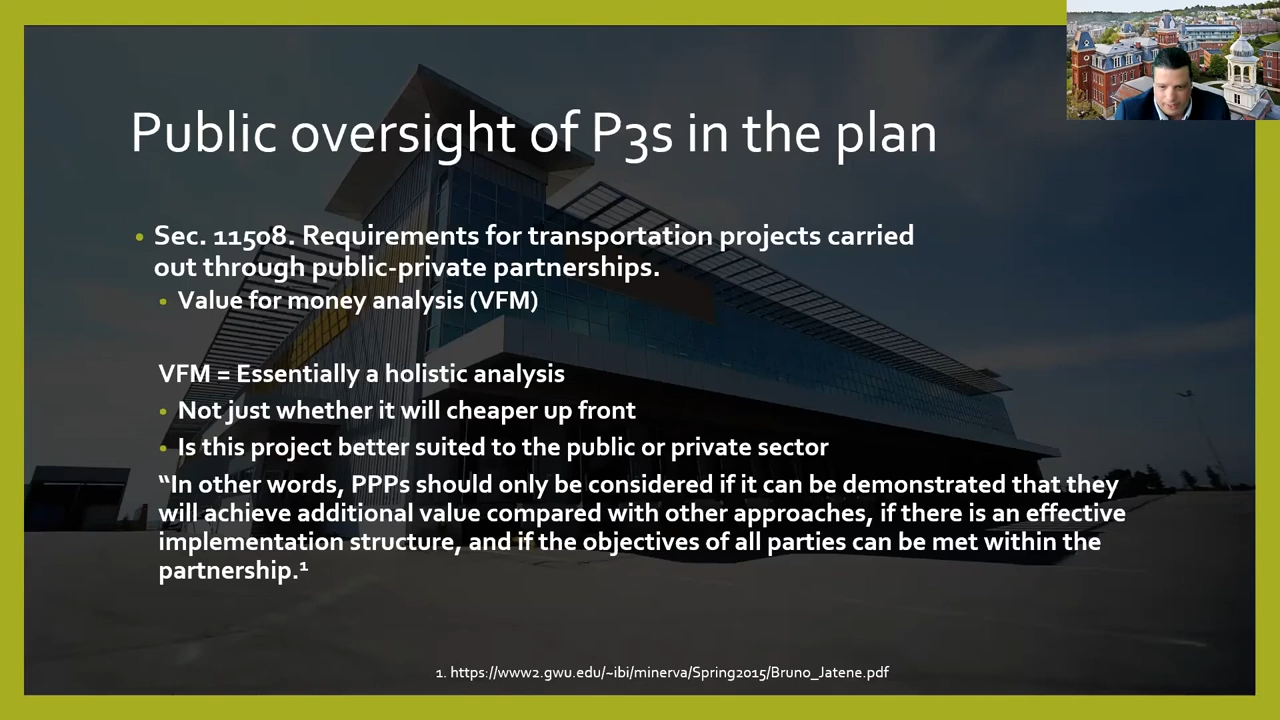 Public oversight of P3s in the plan
Sec. 11508. Requirements for transportation projects carried
out through public-private partnerships.
Value for money analysis (VFM)
VFM = Essentially a holistic analysis
Not just whether it will cheaper up front
Is this project better suited to the public or private sector
“In other words, PPPs should only be considered if it can be demonstrated that they
will achieve additional value compared with other approaches, if there is an effective
implementation structure, and if the objectives of all parties can be met within the
partnership.¹
1. https://www2.gwu.edu/~ibi/minerva/Spring2015/Bruno_Jatene.pdf